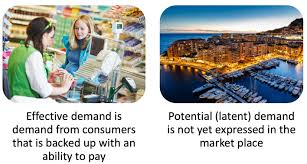 Effective demand is
demand from consumers
that is backed up with an
ability to pay
Potential (latent) demand
is not yet expressed in the
market place